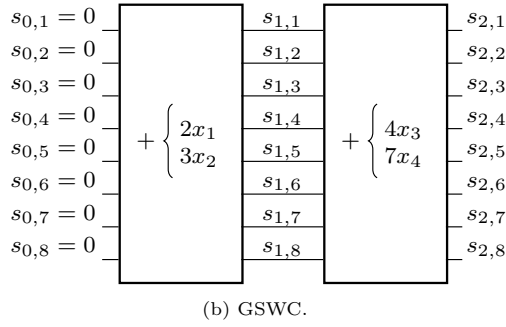 s_{0,1} = 0 s_{1,1} s_{2,1}
s_{0,2} = 0 s_{1,2} s_{2,2}
s_{0,3} = 0 s_{1,3} s_{2,3}
s_{0,4} = 0 + { 2x_1 3x_2 s_{1,4} + { 4x_3 7x_4 s_{2,4}
s_{0,5} = 0 s_{1,5} s_{2,5}
s_{0,6} = 0 s_{1,6} s_{2,6}
s_{0,7} = 0 s_{1,7} s_{2,7}
s_{0,8} = 0 s_{1,8} s_{2,8}
(b) GSWC.